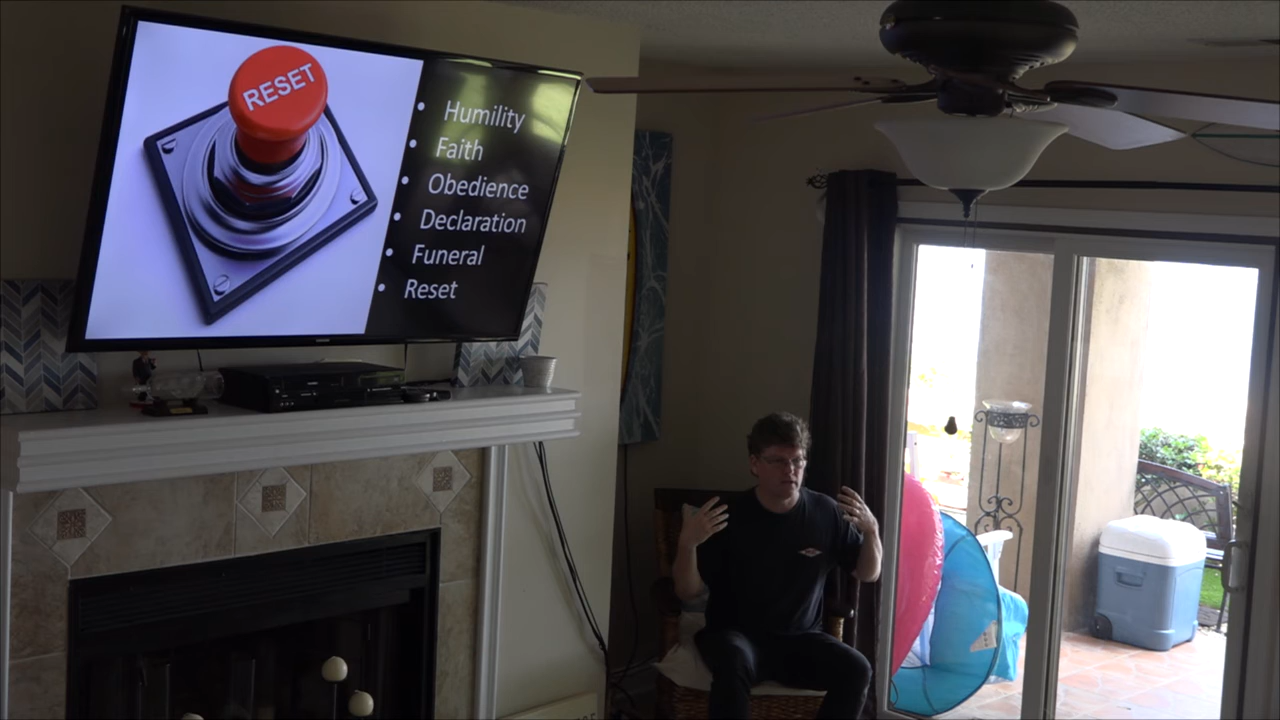 RESET
• Humility
• Faith
• Obedience
• Declaration
• Funeral
• Reset